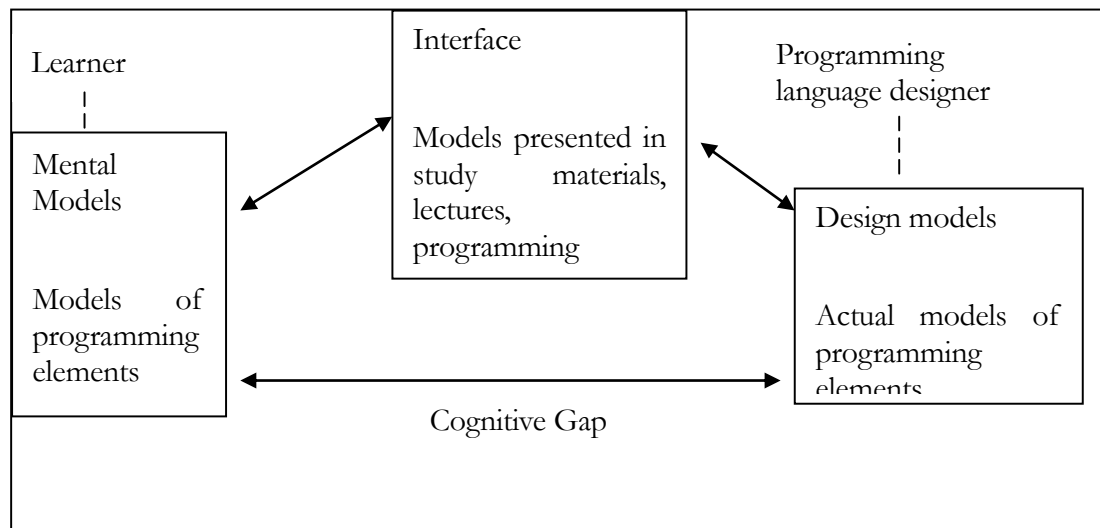 Learner
Mental
Models
Models of
programming
elements
Interface
Models presented in
study materials,
lectures,
programming
Programming
language designer
Design models
Actual models of
programming
elements
Cognitive Gap